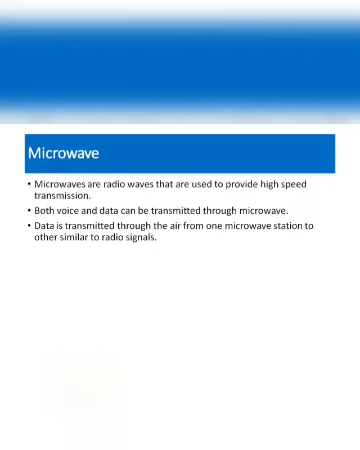 Microwave
• Microwaves are radio waves that are used to provide high speed
transmission.
• Both voice and data can be transmitted through microwave.
• Data is transmitted through the air from one microwave station to
other similar to radio signals.